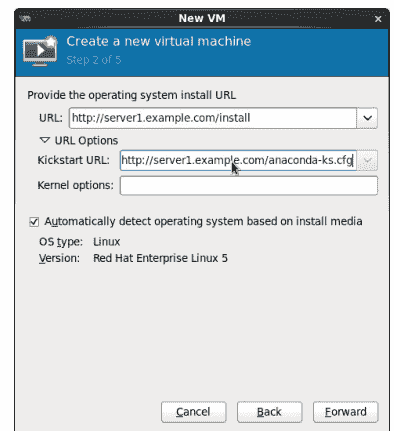 New VM
Create a new virtual machine
Step 2 of 5
Provide the operating system install URL
URL: http://server1.example.com/install
URL Options
Kickstart URL: http://server1.example.com/anaconda-ks.cfg
Kernel options:
Automatically detect operating system based on install media
OS type: Linux
Version: Red Hat Enterprise Linux 5
Cancel Back Forward